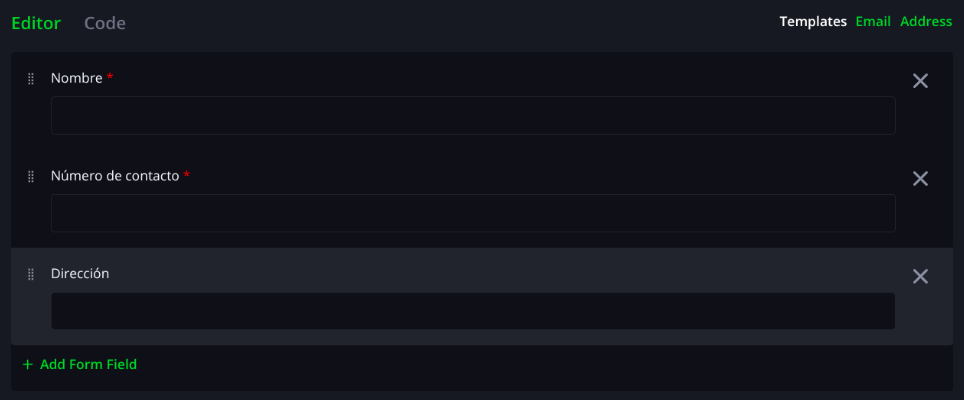 Editor Code Templates Email Address
Nombre *
Número de contacto *
Dirección
+ Add Form Field